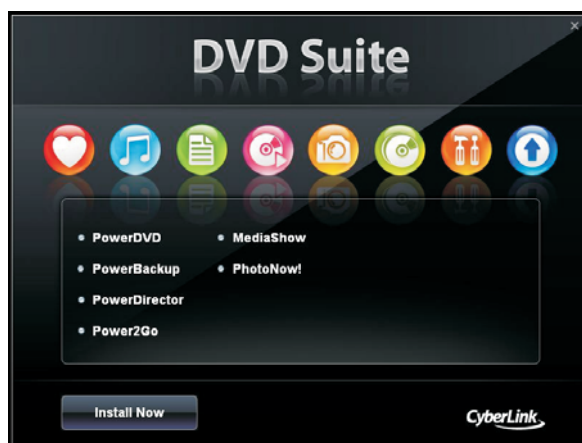 DVD Suite
PowerDVD
MediaShow
PowerBackup
PhotoNow!
PowerDirector
Power2Go
Install Now
CyberLink